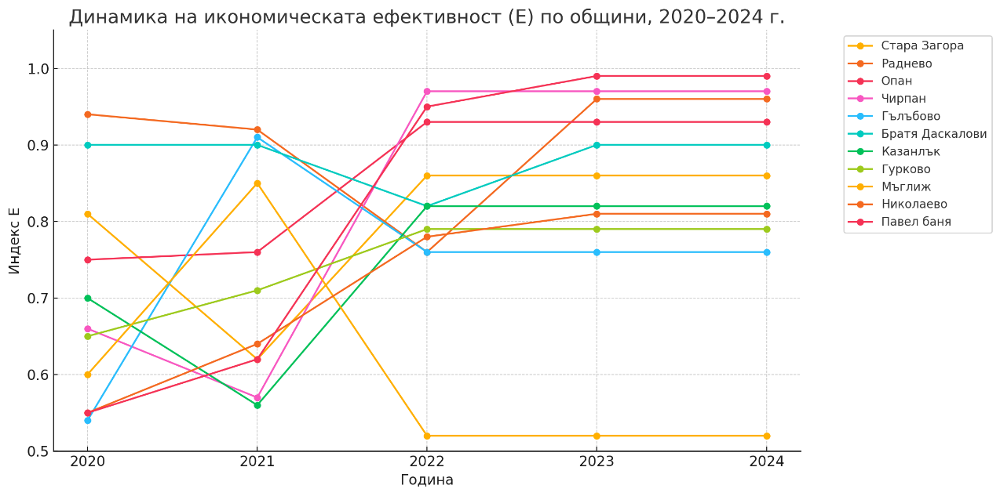 Динамика на икономическата ефективност (E) по общини, 2020–2024 г.
1.0
0.9
0.8
0.7
0.6
0.5
Индекс E
2020 2021 2022 2023 2024
Година
Стара Загора
Раднево
Опан
Чирпан
Гълъбово
Братя Даскалови
Казанлък
Гурково
Мъглиж
Николаево
Павел баня